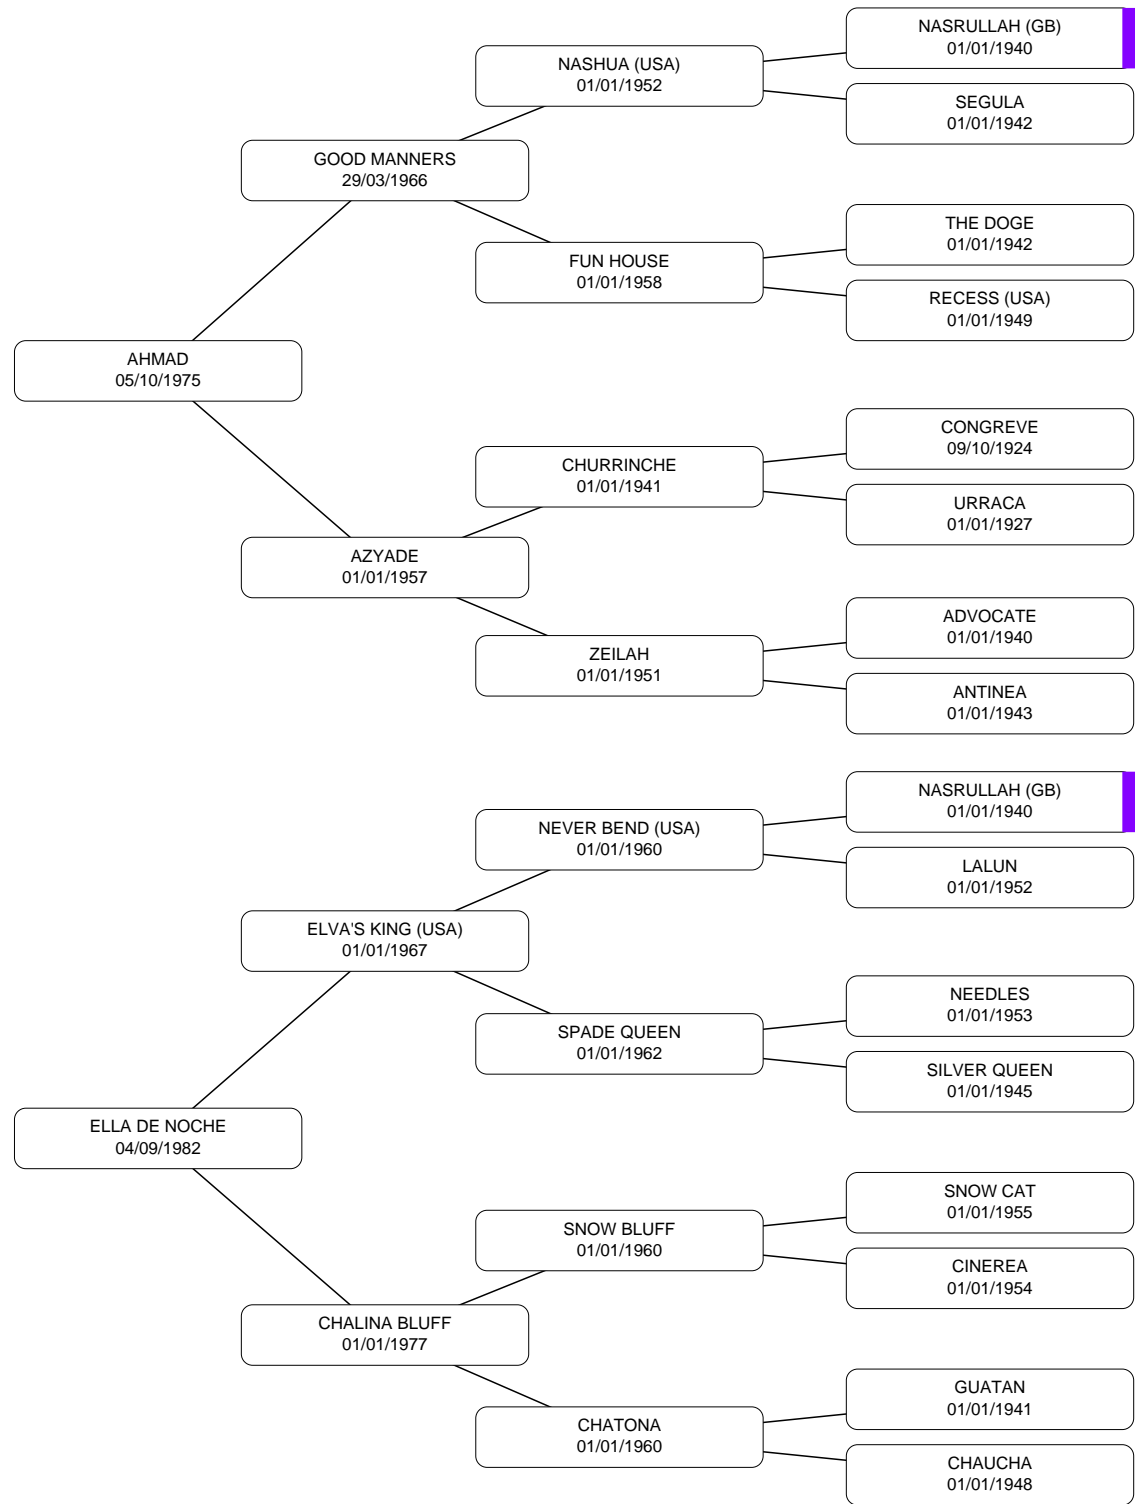 NASRULLAH (GB)
01/01/1940
NASHUA (USA)
01/01/1952
SEGULA
01/01/1942
GOOD MANNERS
29/03/1966
THE DOGE
01/01/1942
FUN HOUSE
01/01/1958
RECESS (USA)
01/01/1949
AHMAD
05/10/1975
CONGREVE
09/10/1924
CHURRINCHE
01/01/1941
URRACA
01/01/1927
AZYADE
01/01/1957
ADVOCATE
01/01/1940
ZEILAH
01/01/1951
ANTINEA
01/01/1943
NASRULLAH (GB)
01/01/1940
NEVER BEND (USA)
01/01/1960
LALUN
01/01/1952
ELVA'S KING (USA)
01/01/1967
NEEDLES
01/01/1953
SPADE QUEEN
01/01/1962
SILVER QUEEN
01/01/1945
ELLA DE NOCHE
04/09/1982
SNOW CAT
01/01/1955
SNOW BLUFF
01/01/1960
CINEREA
01/01/1954
CHALINA BLUFF
01/01/1977
GUATAN
01/01/1941
CHATONA
01/01/1960
CHAUCHA
01/01/1948